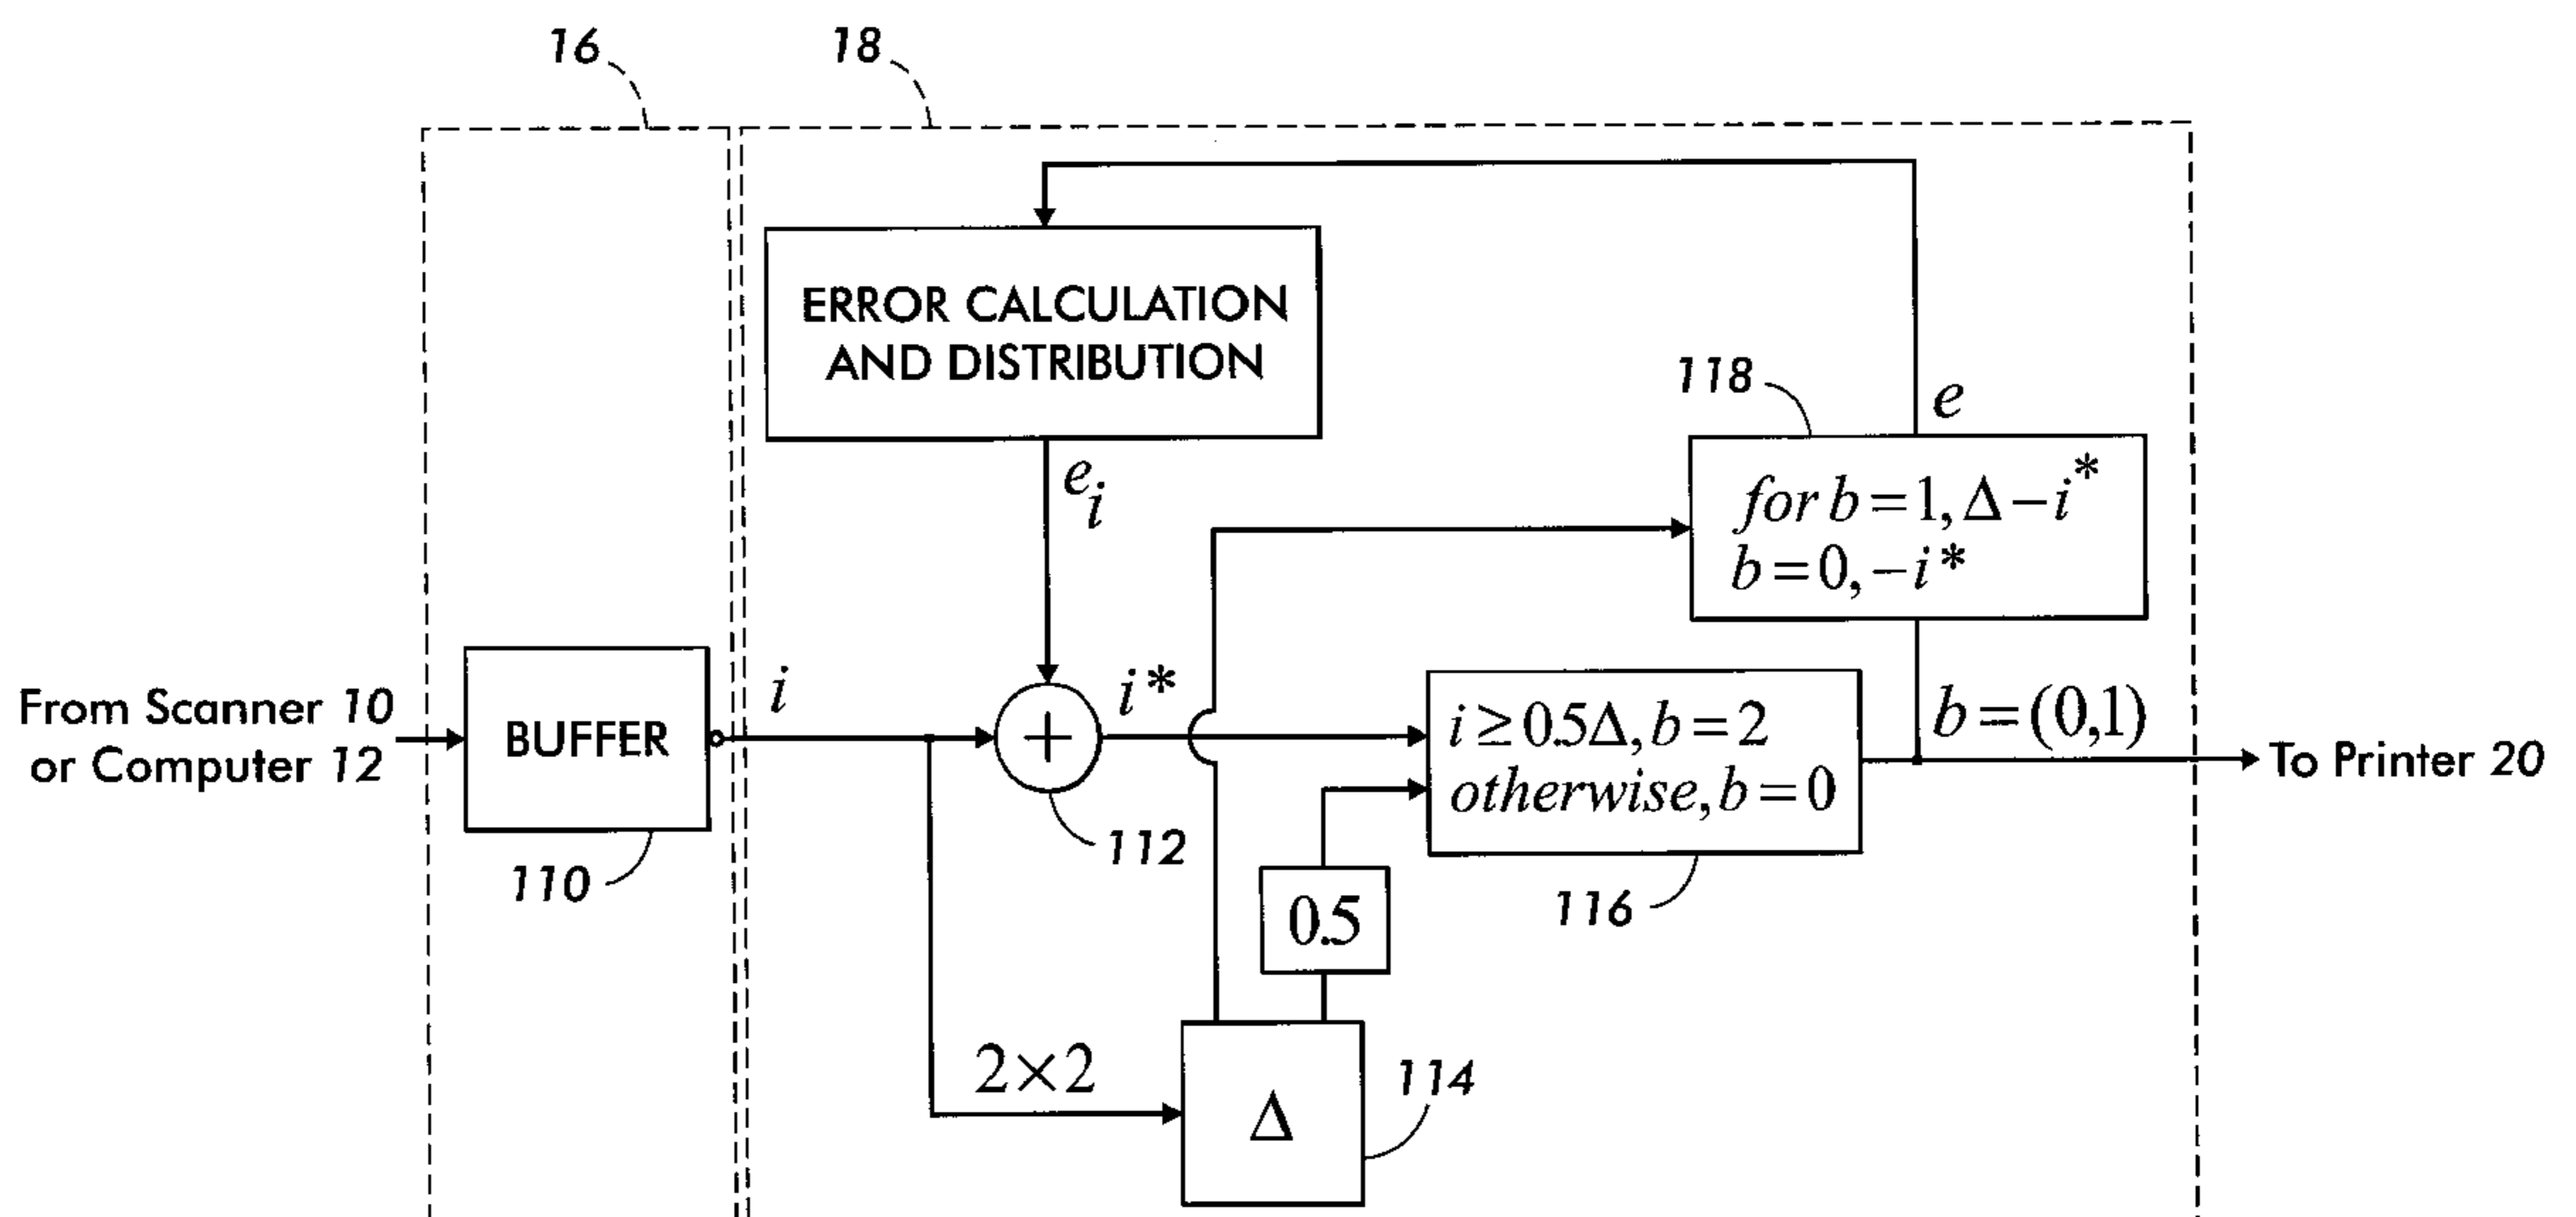 16
18
ERROR CALCULATION
AND DISTRIBUTION
118
e
e_i
for b=1, Δ-i*
b=0, -i*
From Scanner 10
or Computer 12
BUFFER
i
+
i*
i≥0.5Δ, b=2
otherwise, b=0
b=(0,1)
To Printer 20
110
112
0.5
116
2×2
Δ
114